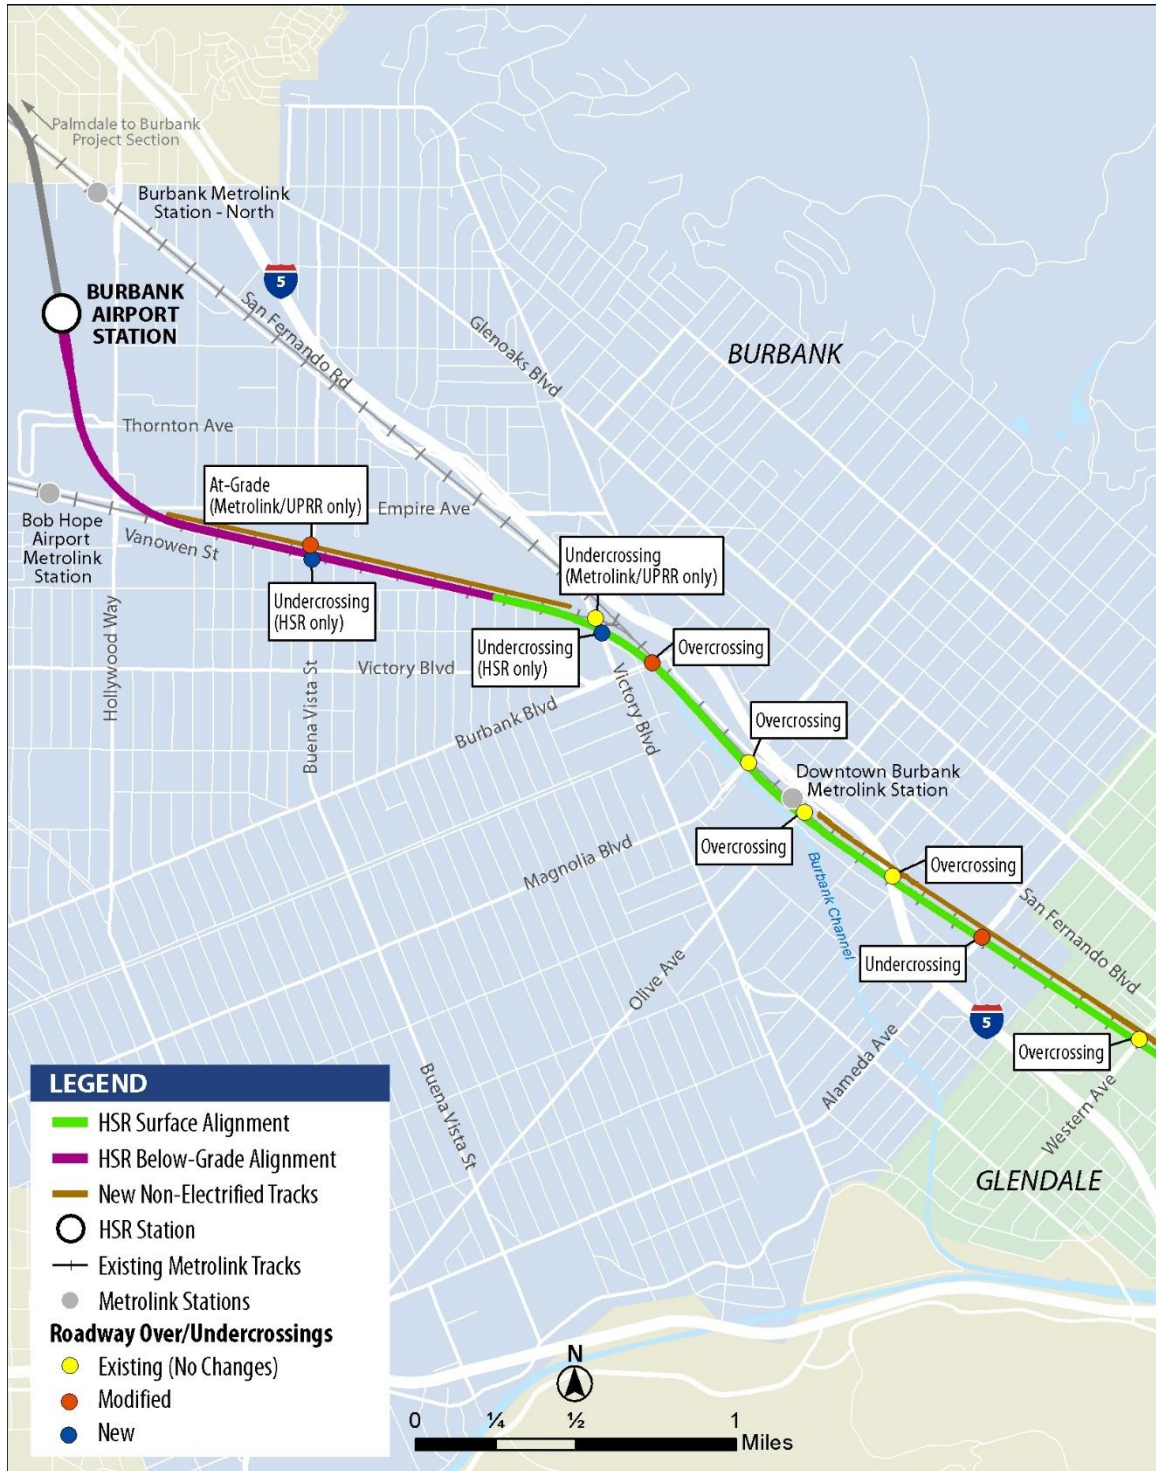 Palmdale to Burbank
Project Section
Burbank Metrolink
Station - North
5
BURBANK
AIRPORT
STATION
San Fernando Rd
Glenoaks Blvd
BURBANK
Thornton Ave
At-Grade
(Metrolink/UPRR only)
Empire Ave
Bob Hope
Airport
Metrolink
Station
Vanowen St
Undercrossing
(Metrolink/UPRR only)
Undercrossing
(HSR only)
Undercrossing
(HSR only)
Overcrossing
Hollywood Way
Victory Blvd
Buena Vista St
Burbank Blvd
Victory Blvd
Overcrossing
Downtown Burbank
Metrolink Station
Overcrossing
Magnolia Blvd
Overcrossing
Burbank Channel
San Fernando Blvd
Undercrossing
Olive Ave
5
Overcrossing
Alameda Ave
Western Ave
Buena Vista St
GLENDALE
LEGEND
HSR Surface Alignment
HSR Below-Grade Alignment
New Non-Electrified Tracks
HSR Station
Existing Metrolink Tracks
Metrolink Stations
Roadway Over/Undercrossings
Existing (No Changes)
Modified
New
N
0 ¼ ½ 1
Miles